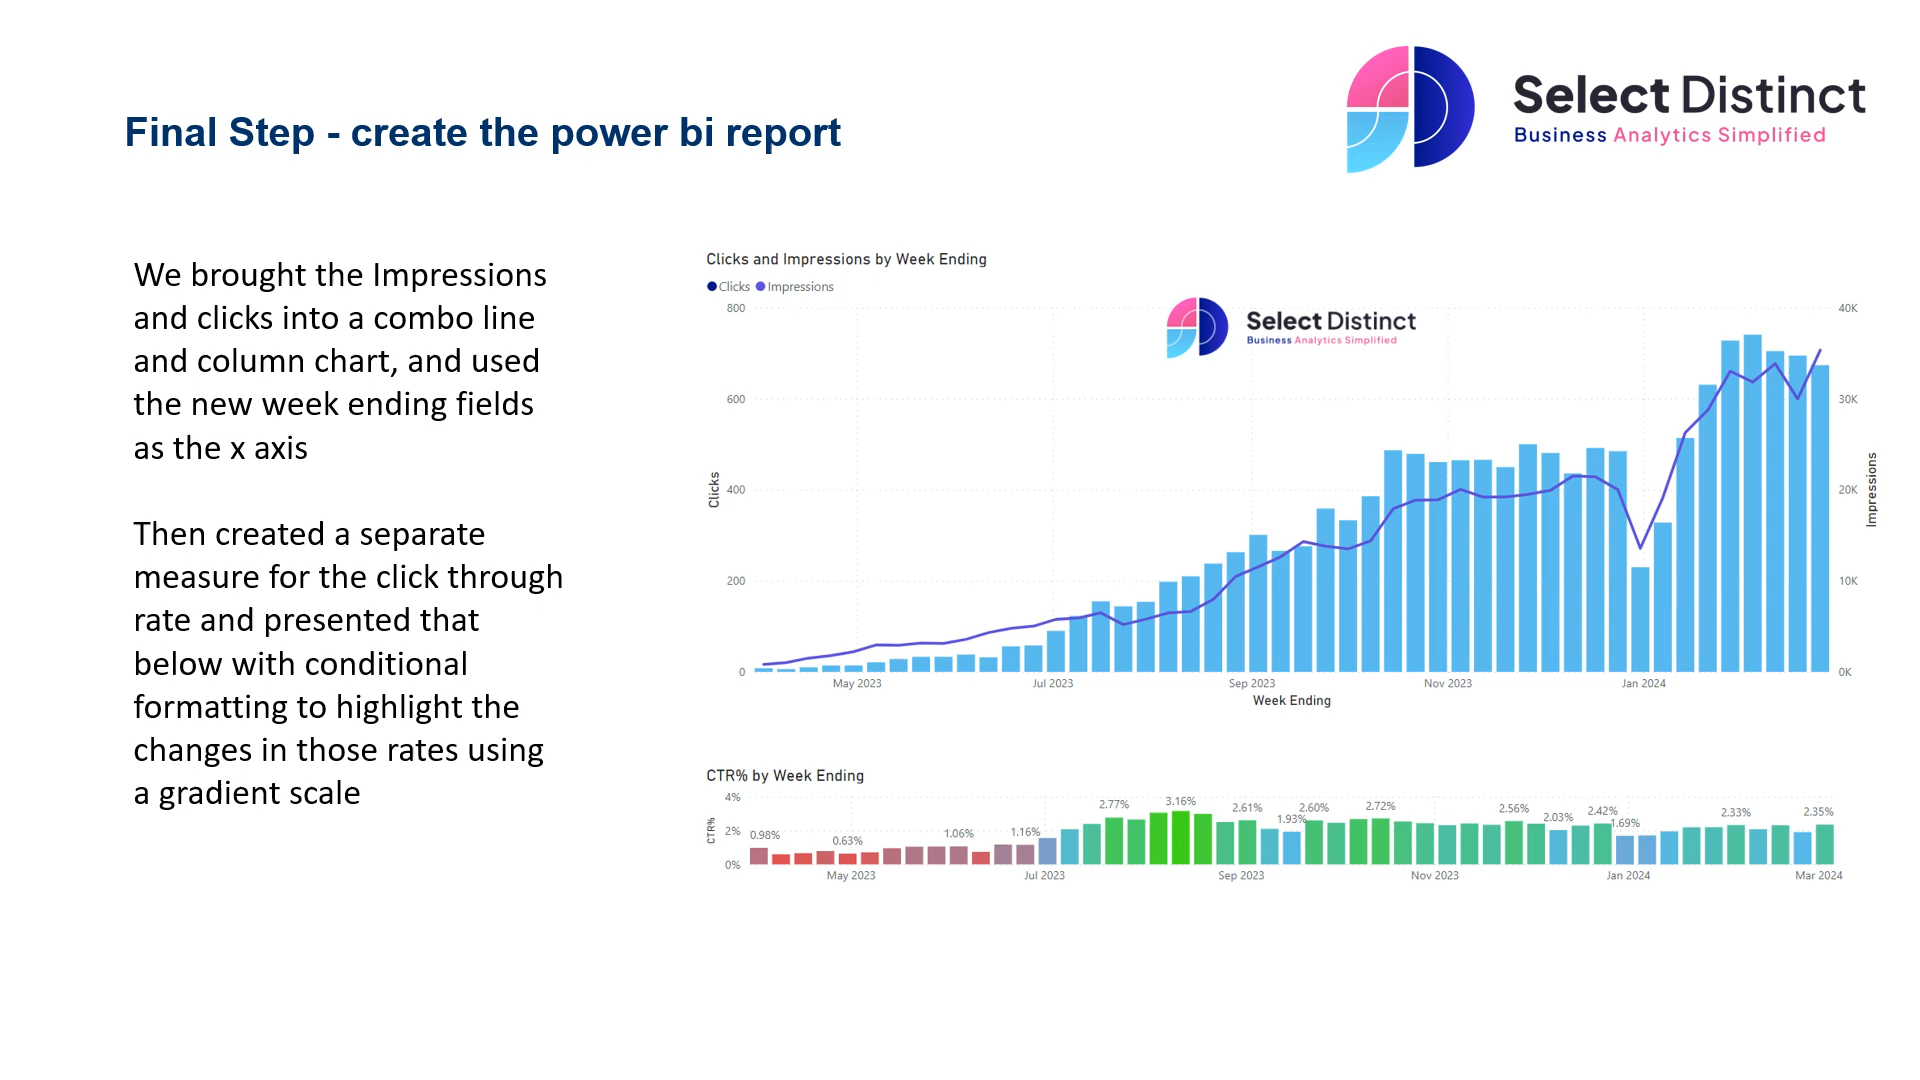 Select Distinct
Business Analytics Simplified
Final Step - create the power bi report
We brought the Impressions
and clicks into a combo line
and column chart, and used
the new week ending fields
as the x axis
Then created a separate
measure for the click through
rate and presented that
below with conditional
formatting to highlight the
changes in those rates using
a gradient scale
Clicks and Impressions by Week Ending
Clicks Impressions
Select Distinct
Business Analytics Simplified
800
600
400
200
0
Clicks
40K
30K
20K
10K
0K
Impressions
May 2023 Jul 2023 Sep 2023 Nov 2023 Jan 2024
Week Ending
CTR% by Week Ending
4%
2%
0%
CTR%
0.98% 0.63% 1.06% 1.16% 2.77% 3.16% 2.61% 1.93% 2.60% 2.72% 2.56% 2.03% 2.42% 1.69% 2.33% 2.35%
May 2023 Jul 2023 Sep 2023 Nov 2023 Jan 2024 Mar 2024